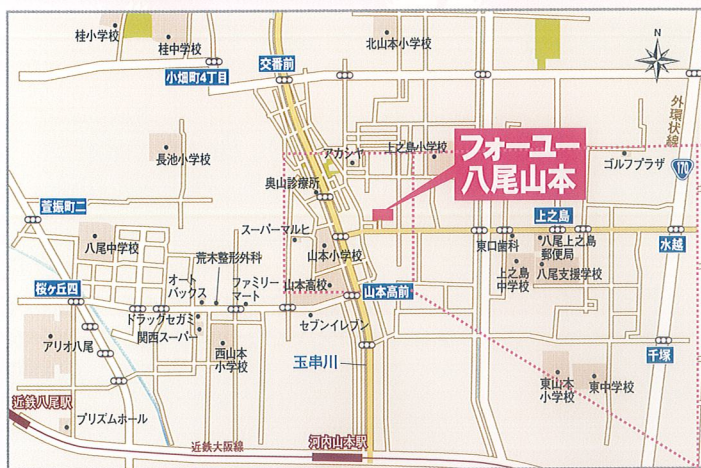 桂小学校
桂中学校
小畑町4丁目
交番前
北山本小学校
N
外環状線
170
長池小学校
アカシヤ
上之島小学校
フォーユー
八尾山本
ゴルフプラザ
奥山診療所
萱振町二
八尾中学校
スーパーマルヒ
山本小学校
上之島
水越
東口歯科
八尾上之島
郵便局
上之島
中学校
八尾支援学校
荒木整形外科
オート
バックス
ファミリー
マート
山本高校
山本高前
桜ヶ丘四
ドラッグセガミ
関西スーパー
セブンイレブン
アリオ八尾
西山本
小学校
玉串川
千塚
東山本
小学校
東中学校
近鉄八尾駅
プリズムホール
近鉄大阪線
河内山本駅